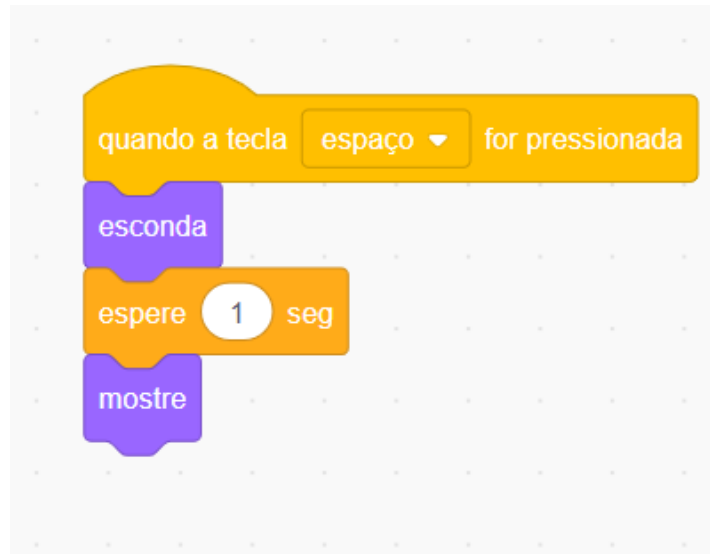 quando a tecla espaço for pressionada
esconda
espere 1 seg
mostre